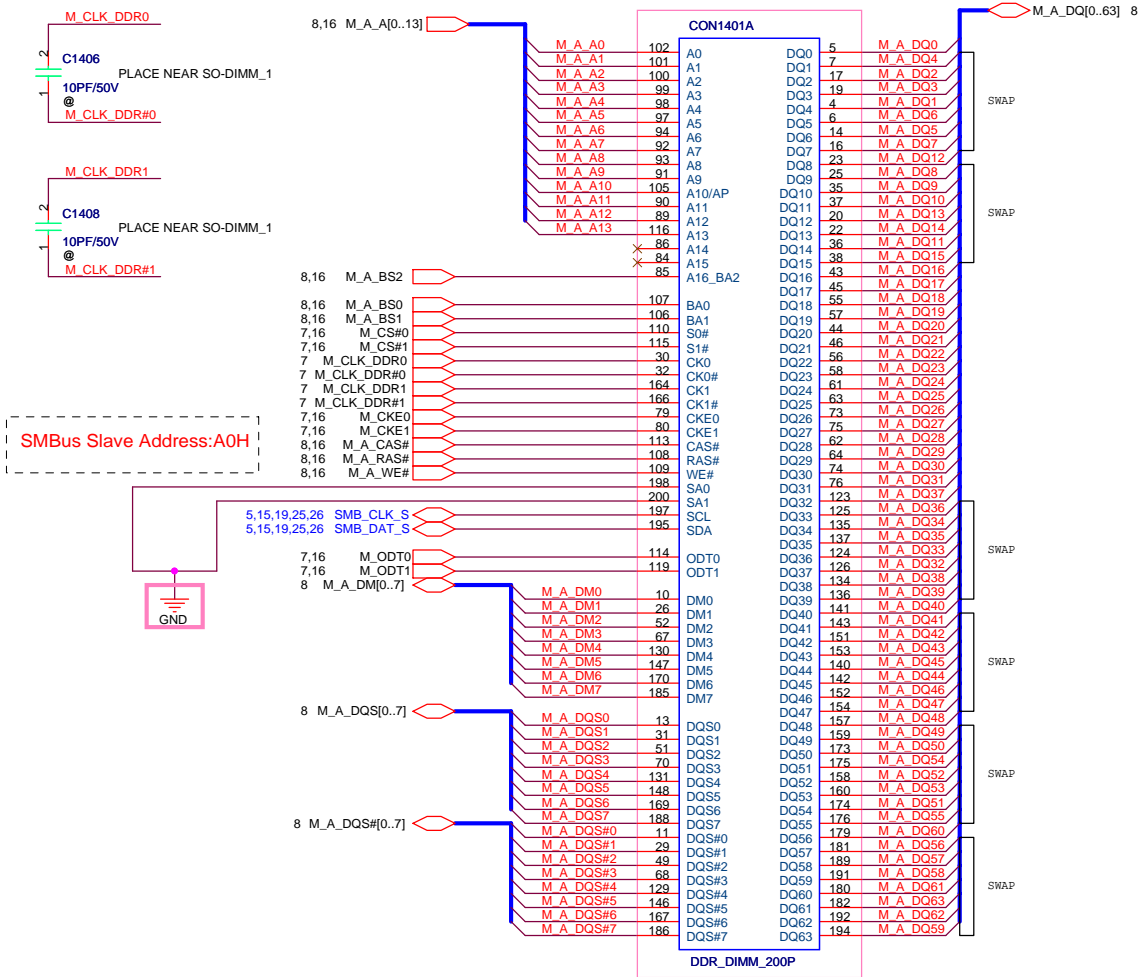 M_CLK_DDR0
2
C1406
PLACE NEAR SO-DIMM_1
10PF/50V
1
@
M_CLK_DDR#0
M_CLK_DDR1
2
C1408
PLACE NEAR SO-DIMM_1
10PF/50V
1
@
M_CLK_DDR#1
SMBus Slave Address:A0H
GND
8,16 M_A_A[0..13]
CON1401A
M_A_DQ[0..63] 8
M_A_A0 102 A0
M_A_A1 101 A1
M_A_A2 100 A2
M_A_A3 99 A3
M_A_A4 98 A4
M_A_A5 97 A5
M_A_A6 94 A6
M_A_A7 92 A7
M_A_A8 93 A8
M_A_A9 91 A9
M_A_A10 105 A10/AP
M_A_A11 90 A11
M_A_A12 89 A12
M_A_A13 116 A13
86 A14
84 A15
8,16 M_A_BS2 85 A16_BA2
8,16 M_A_BS0 107 BA0
8,16 M_A_BS1 106 BA1
7,16 M_CS#0 110 S0#
7,16 M_CS#1 115 S1#
7 M_CLK_DDR0 30 CK0
7 M_CLK_DDR#0 32 CK0#
7 M_CLK_DDR1 164 CK1
7 M_CLK_DDR#1 166 CK1#
7,16 M_CKE0 79 CKE0
7,16 M_CKE1 80 CKE1
8,16 M_A_CAS# 113 CAS#
8,16 M_A_RAS# 108 RAS#
8,16 M_A_WE# 109 WE#
198 SA0
200 SA1
5,15,19,25,26 SMB_CLK_S 197 SCL
5,15,19,25,26 SMB_DAT_S 195 SDA
7,16 M_ODT0 114 ODT0
7,16 M_ODT1 119 ODT1
8 M_A_DM[0..7]
M_A_DM0 10 DM0
M_A_DM1 26 DM1
M_A_DM2 52 DM2
M_A_DM3 67 DM3
M_A_DM4 130 DM4
M_A_DM5 147 DM5
M_A_DM6 170 DM6
M_A_DM7 185 DM7
8 M_A_DQS[0..7]
M_A_DQS0 13 DQS0
M_A_DQS1 31 DQS1
M_A_DQS2 51 DQS2
M_A_DQS3 70 DQS3
M_A_DQS4 131 DQS4
M_A_DQS5 148 DQS5
M_A_DQS6 169 DQS6
M_A_DQS7 188 DQS7
8 M_A_DQS#[0..7]
M_A_DQS#0 11 DQS#0
M_A_DQS#1 29 DQS#1
M_A_DQS#2 49 DQS#2
M_A_DQS#3 68 DQS#3
M_A_DQS#4 129 DQS#4
M_A_DQS#5 146 DQS#5
M_A_DQS#6 167 DQS#6
M_A_DQS#7 186 DQS#7
DQ0 5 M_A_DQ0
DQ1 7 M_A_DQ4
DQ2 17 M_A_DQ2
DQ3 19 M_A_DQ3
DQ4 4 M_A_DQ1
DQ5 6 M_A_DQ6
DQ6 14 M_A_DQ5
DQ7 16 M_A_DQ7
DQ8 23 M_A_DQ12
DQ9 25 M_A_DQ8
DQ10 35 M_A_DQ9
DQ11 37 M_A_DQ10
DQ12 20 M_A_DQ13
DQ13 22 M_A_DQ14
DQ14 36 M_A_DQ11
DQ15 38 M_A_DQ15
DQ16 43 M_A_DQ16
DQ17 45 M_A_DQ17
DQ18 55 M_A_DQ18
DQ19 57 M_A_DQ19
DQ20 44 M_A_DQ20
DQ21 46 M_A_DQ21
DQ22 56 M_A_DQ22
DQ23 58 M_A_DQ23
DQ24 61 M_A_DQ24
DQ25 63 M_A_DQ25
DQ26 73 M_A_DQ26
DQ27 75 M_A_DQ27
DQ28 62 M_A_DQ28
DQ29 64 M_A_DQ29
DQ30 74 M_A_DQ30
DQ31 76 M_A_DQ31
DQ32 123 M_A_DQ37
DQ33 125 M_A_DQ36
DQ34 135 M_A_DQ34
DQ35 137 M_A_DQ35
DQ36 124 M_A_DQ33
DQ37 126 M_A_DQ32
DQ38 134 M_A_DQ38
DQ39 136 M_A_DQ39
DQ40 141 M_A_DQ40
DQ41 143 M_A_DQ41
DQ42 151 M_A_DQ42
DQ43 153 M_A_DQ43
DQ44 140 M_A_DQ45
DQ45 142 M_A_DQ44
DQ46 152 M_A_DQ46
DQ47 154 M_A_DQ47
DQ48 157 M_A_DQ48
DQ49 159 M_A_DQ49
DQ50 173 M_A_DQ50
DQ51 175 M_A_DQ54
DQ52 158 M_A_DQ52
DQ53 160 M_A_DQ53
DQ54 174 M_A_DQ51
DQ55 176 M_A_DQ55
DQ56 179 M_A_DQ60
DQ57 181 M_A_DQ56
DQ58 189 M_A_DQ57
DQ59 191 M_A_DQ58
DQ60 180 M_A_DQ61
DQ61 182 M_A_DQ63
DQ62 192 M_A_DQ62
DQ63 194 M_A_DQ59
SWAP
SWAP
SWAP
SWAP
SWAP
SWAP
DDR_DIMM_200P